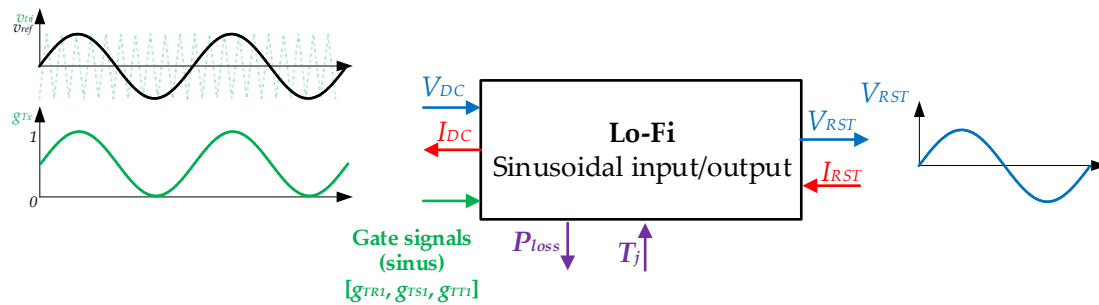 v_tri
v_ref
g_Tx
1
0
V_DC
I_DC
Lo-Fi
Sinusoidal input/output
V_RST
I_RST
Gate signals
(sinus)
[g_TR1, g_TS1, g_TT1]
P_loss
T_j
V_RST